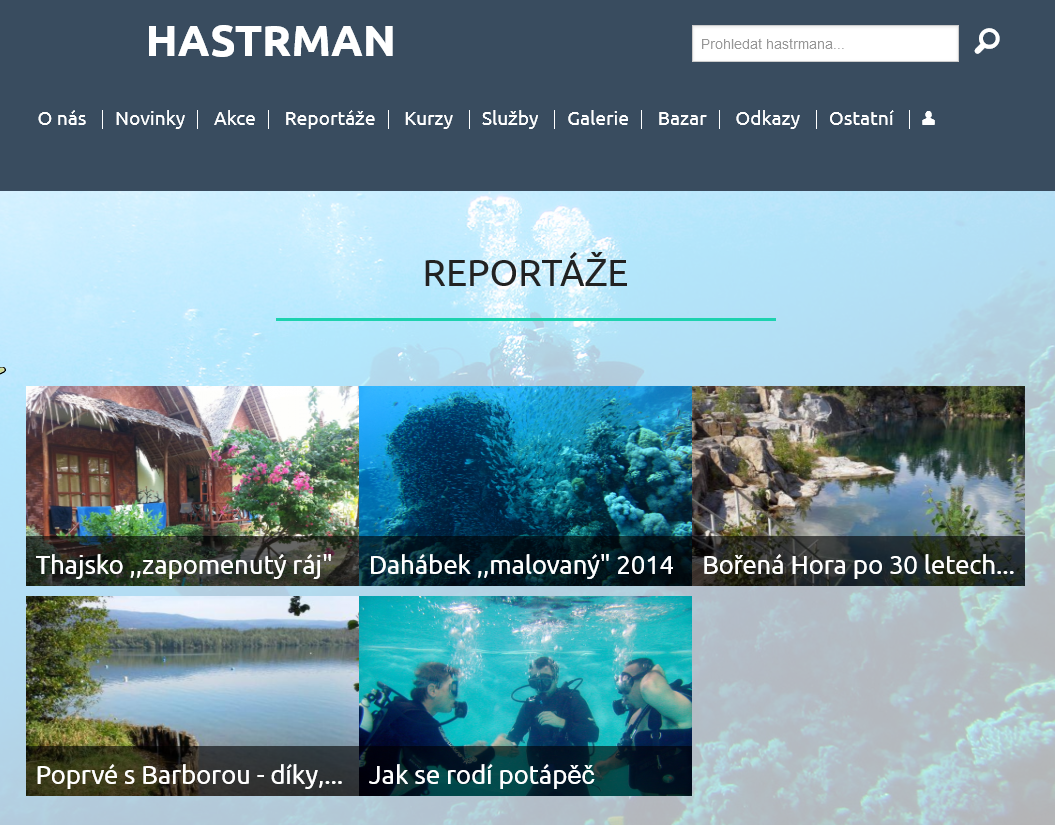 HASTRMAN
Prohledat hastrmana...
O nás
Novinky
Akce
Reportáže
Kurzy
Služby
Galerie
Bazar
Odkazy
Ostatní
REPORTÁŽE
Thajsko ,,zapomenutý ráj"
Dahábek ,,malovaný" 2014
Bořená Hora po 30 letech...
Poprvé s Barborou - díky,...
Jak se rodí potápěč